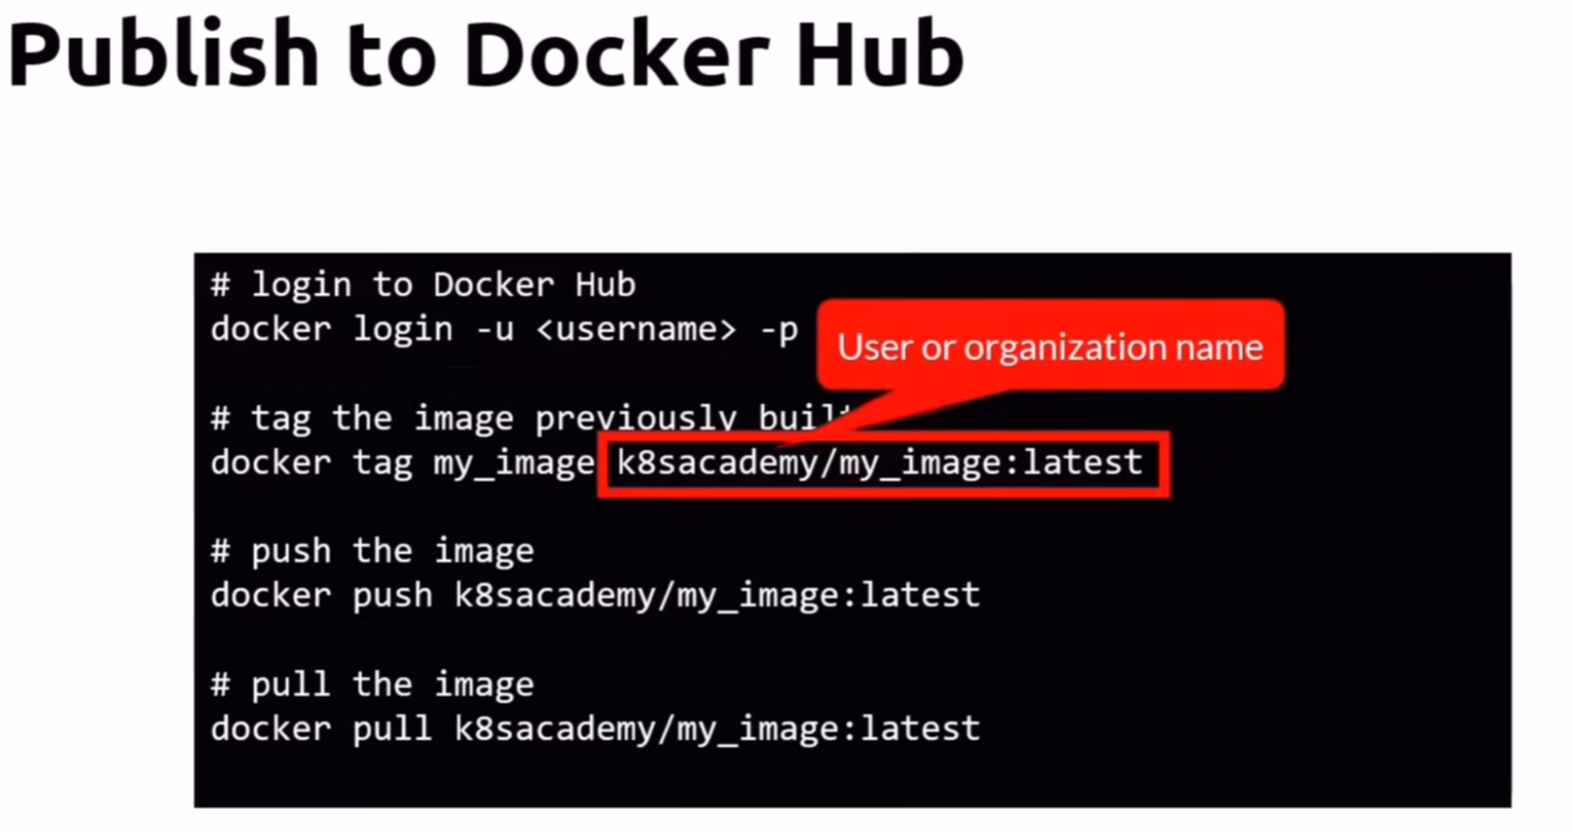 Publish to Docker Hub
# login to Docker Hub
docker login -u <username> -p
User or organization name
# tag the image previously built
docker tag my_image k8sacademy/my_image:latest
# push the image
docker push k8sacademy/my_image:latest
# pull the image
docker pull k8sacademy/my_image:latest